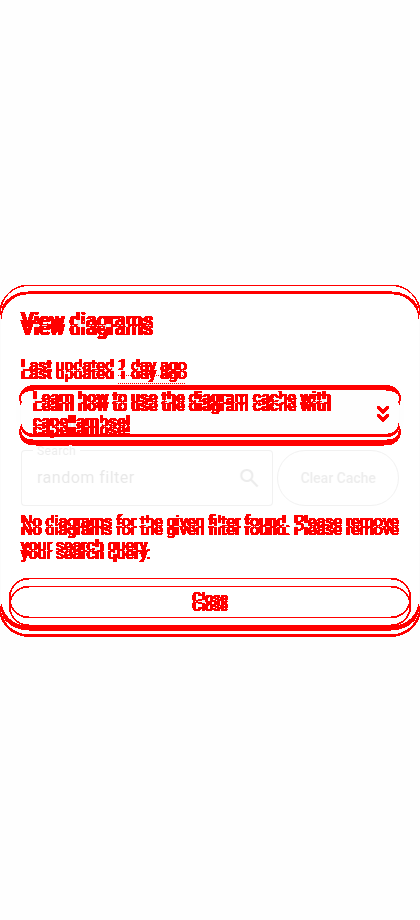 View diagrams
Last updated 1 day ago
Learn how to use the diagram cache with
capellambse!
Search
random filter
Clear Cache
No diagrams for the given filter found. Please remove
your search query.
Close